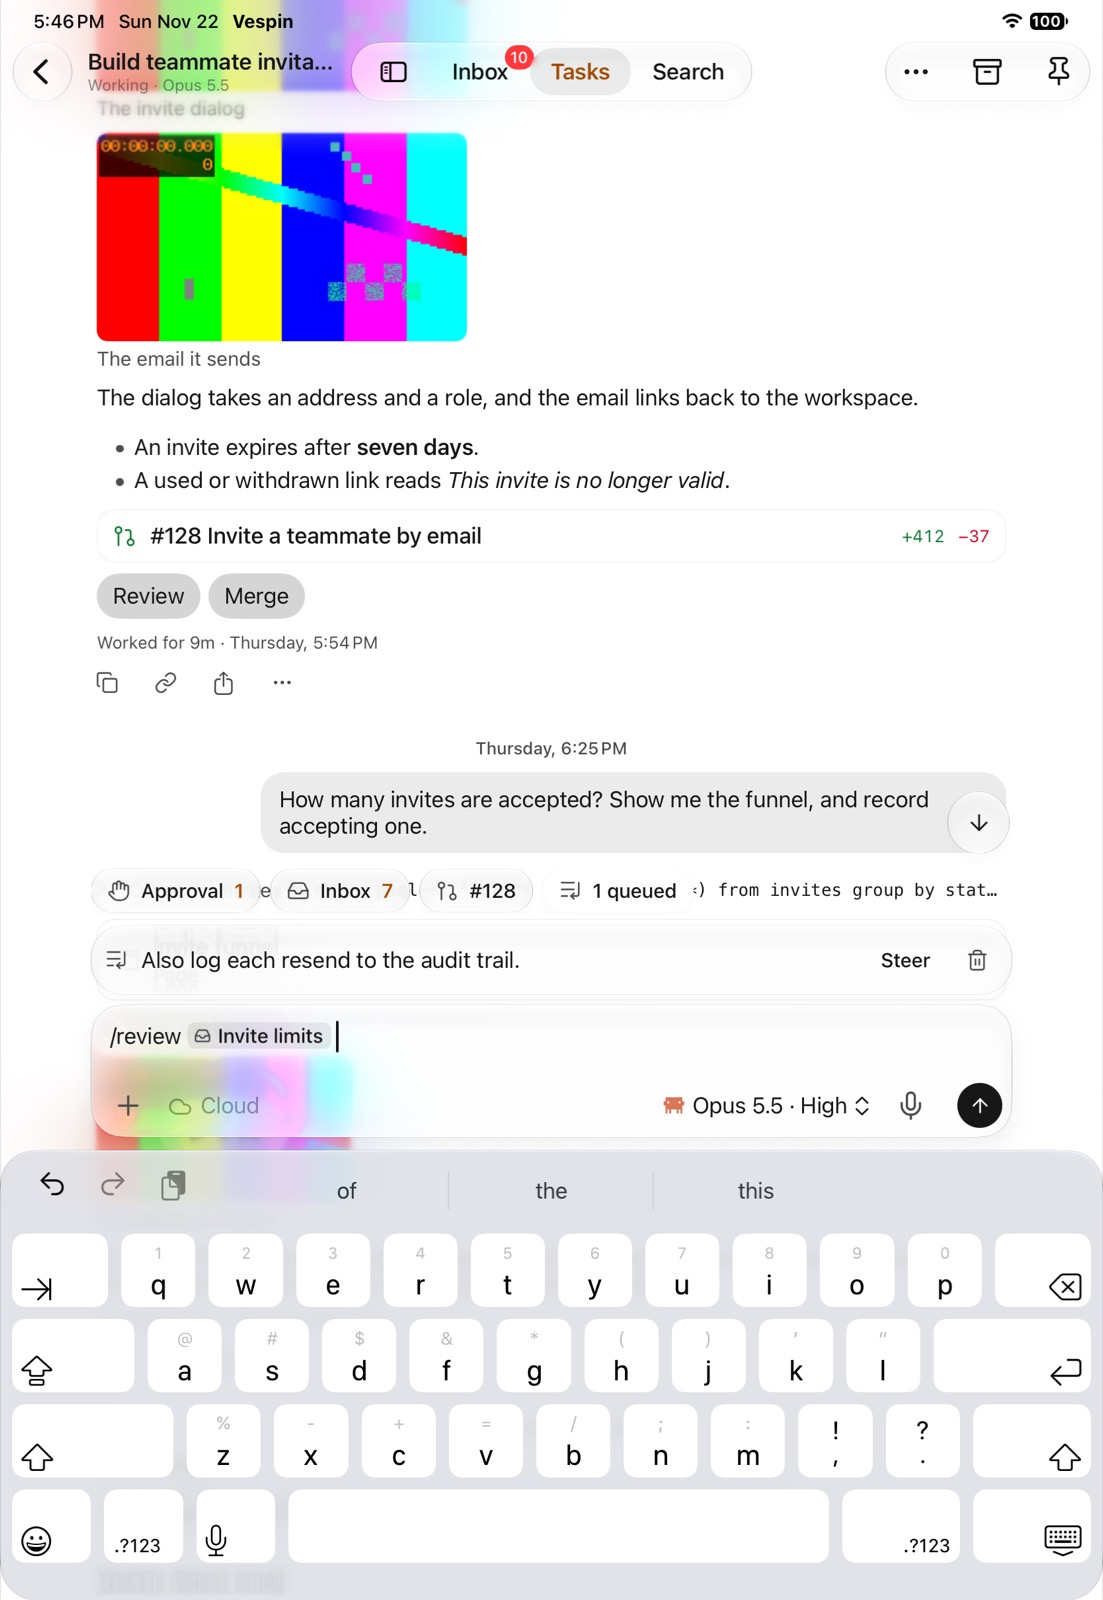 5:46 PM Sun Nov 22 Vespin
100
Build teammate invita...
Working · Opus 5.5
Inbox 10 Tasks Search
The invite dialog
00:00:00.000
0
The email it sends
The dialog takes an address and a role, and the email links back to the workspace.
• An invite expires after seven days.
• A used or withdrawn link reads This invite is no longer valid.
#128 Invite a teammate by email +412 −37
Review Merge
Worked for 9m · Thursday, 5:54 PM
Thursday, 6:25 PM
How many invites are accepted? Show me the funnel, and record
accepting one.
Approval 1 Inbox 7 #128 1 queued from invites group by stat…
Also log each resend to the audit trail. Steer
Invite funnel
/review Invite limits
Cloud Opus 5.5 · High
of the this
1 2 3 4 5 6 7 8 9 0
q w e r t y u i o p
@ # $ & * ( ) ' "
a s d f g h j k l
% - + = / ; : ! ?
z x c v b n m , .
.?123 .?123